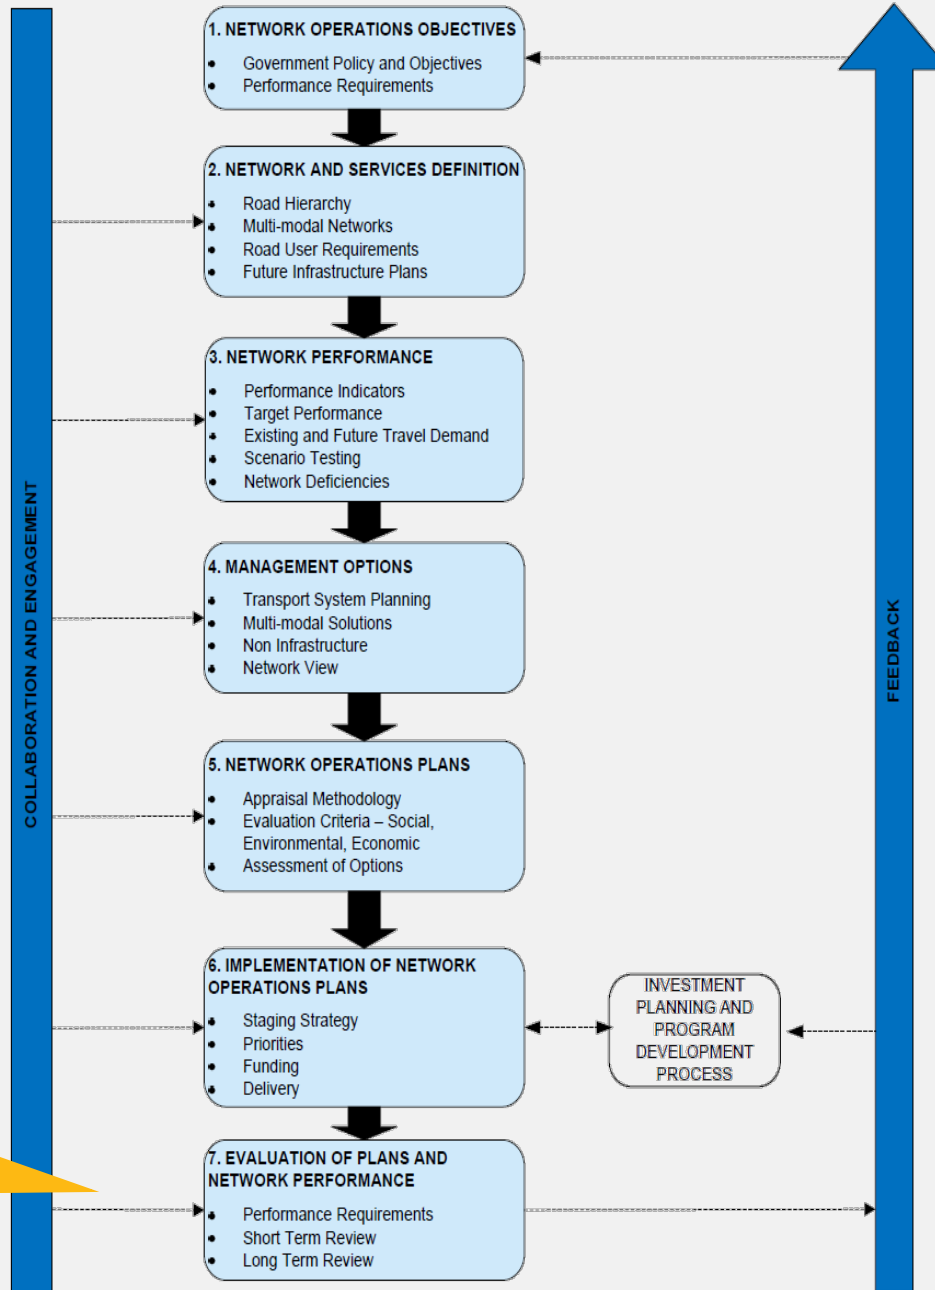 1. NETWORK OPERATIONS OBJECTIVES
• Government Policy and Objectives
• Performance Requirements
2. NETWORK AND SERVICES DEFINITION
• Road Hierarchy
• Multi-modal Networks
• Road User Requirements
• Future Infrastructure Plans
3. NETWORK PERFORMANCE
• Performance Indicators
• Target Performance
• Existing and Future Travel Demand
• Scenario Testing
• Network Deficiencies
COLLABORATION AND ENGAGEMENT
4. MANAGEMENT OPTIONS
• Transport System Planning
• Multi-modal Solutions
• Non Infrastructure
• Network View
FEEDBACK
5. NETWORK OPERATIONS PLANS
• Appraisal Methodology
• Evaluation Criteria – Social,
Environmental, Economic
• Assessment of Options
6. IMPLEMENTATION OF NETWORK
OPERATIONS PLANS
• Staging Strategy
• Priorities
• Funding
• Delivery
INVESTMENT
PLANNING AND
PROGRAM
DEVELOPMENT
PROCESS
7. EVALUATION OF PLANS AND
NETWORK PERFORMANCE
• Performance Requirements
• Short Term Review
• Long Term Review